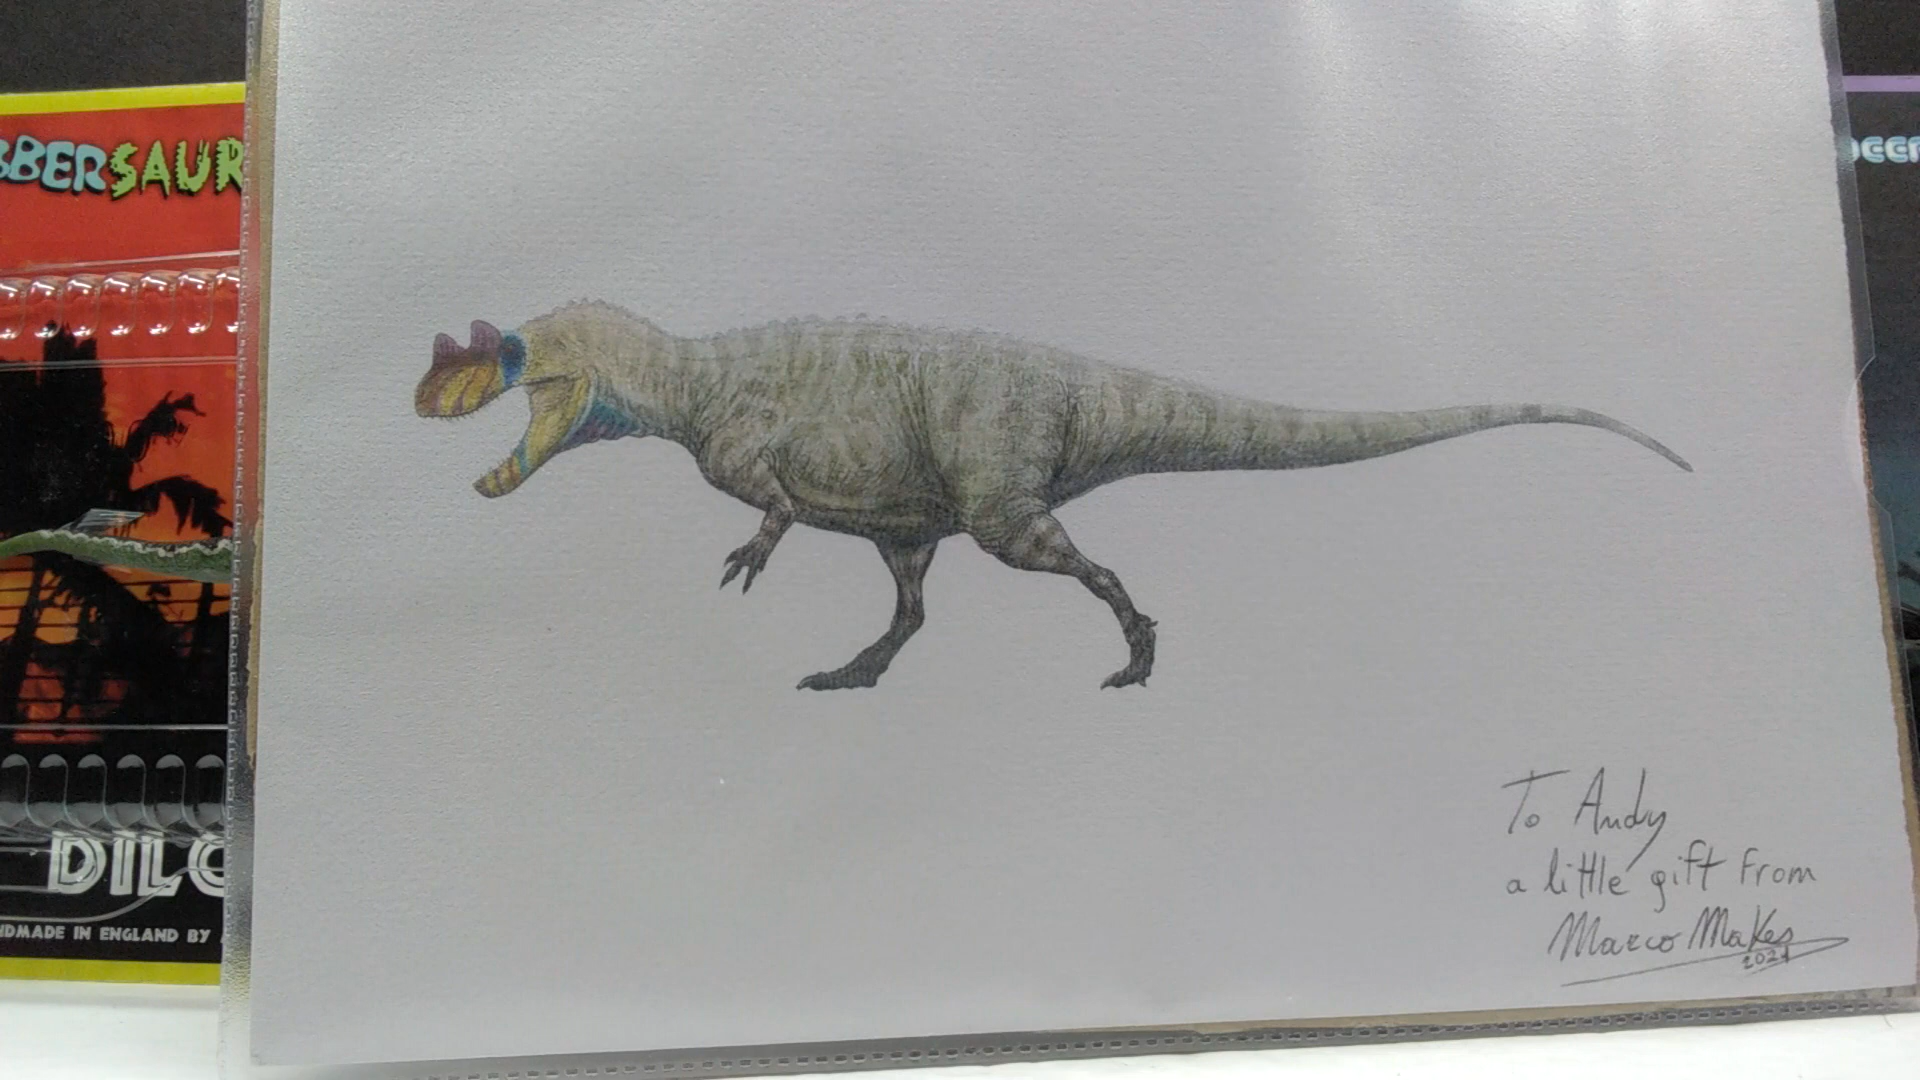 BBERSAUR
DILO
NDMADE IN ENGLAND BY
To Andy
a little gift from
Marco Makes
2021